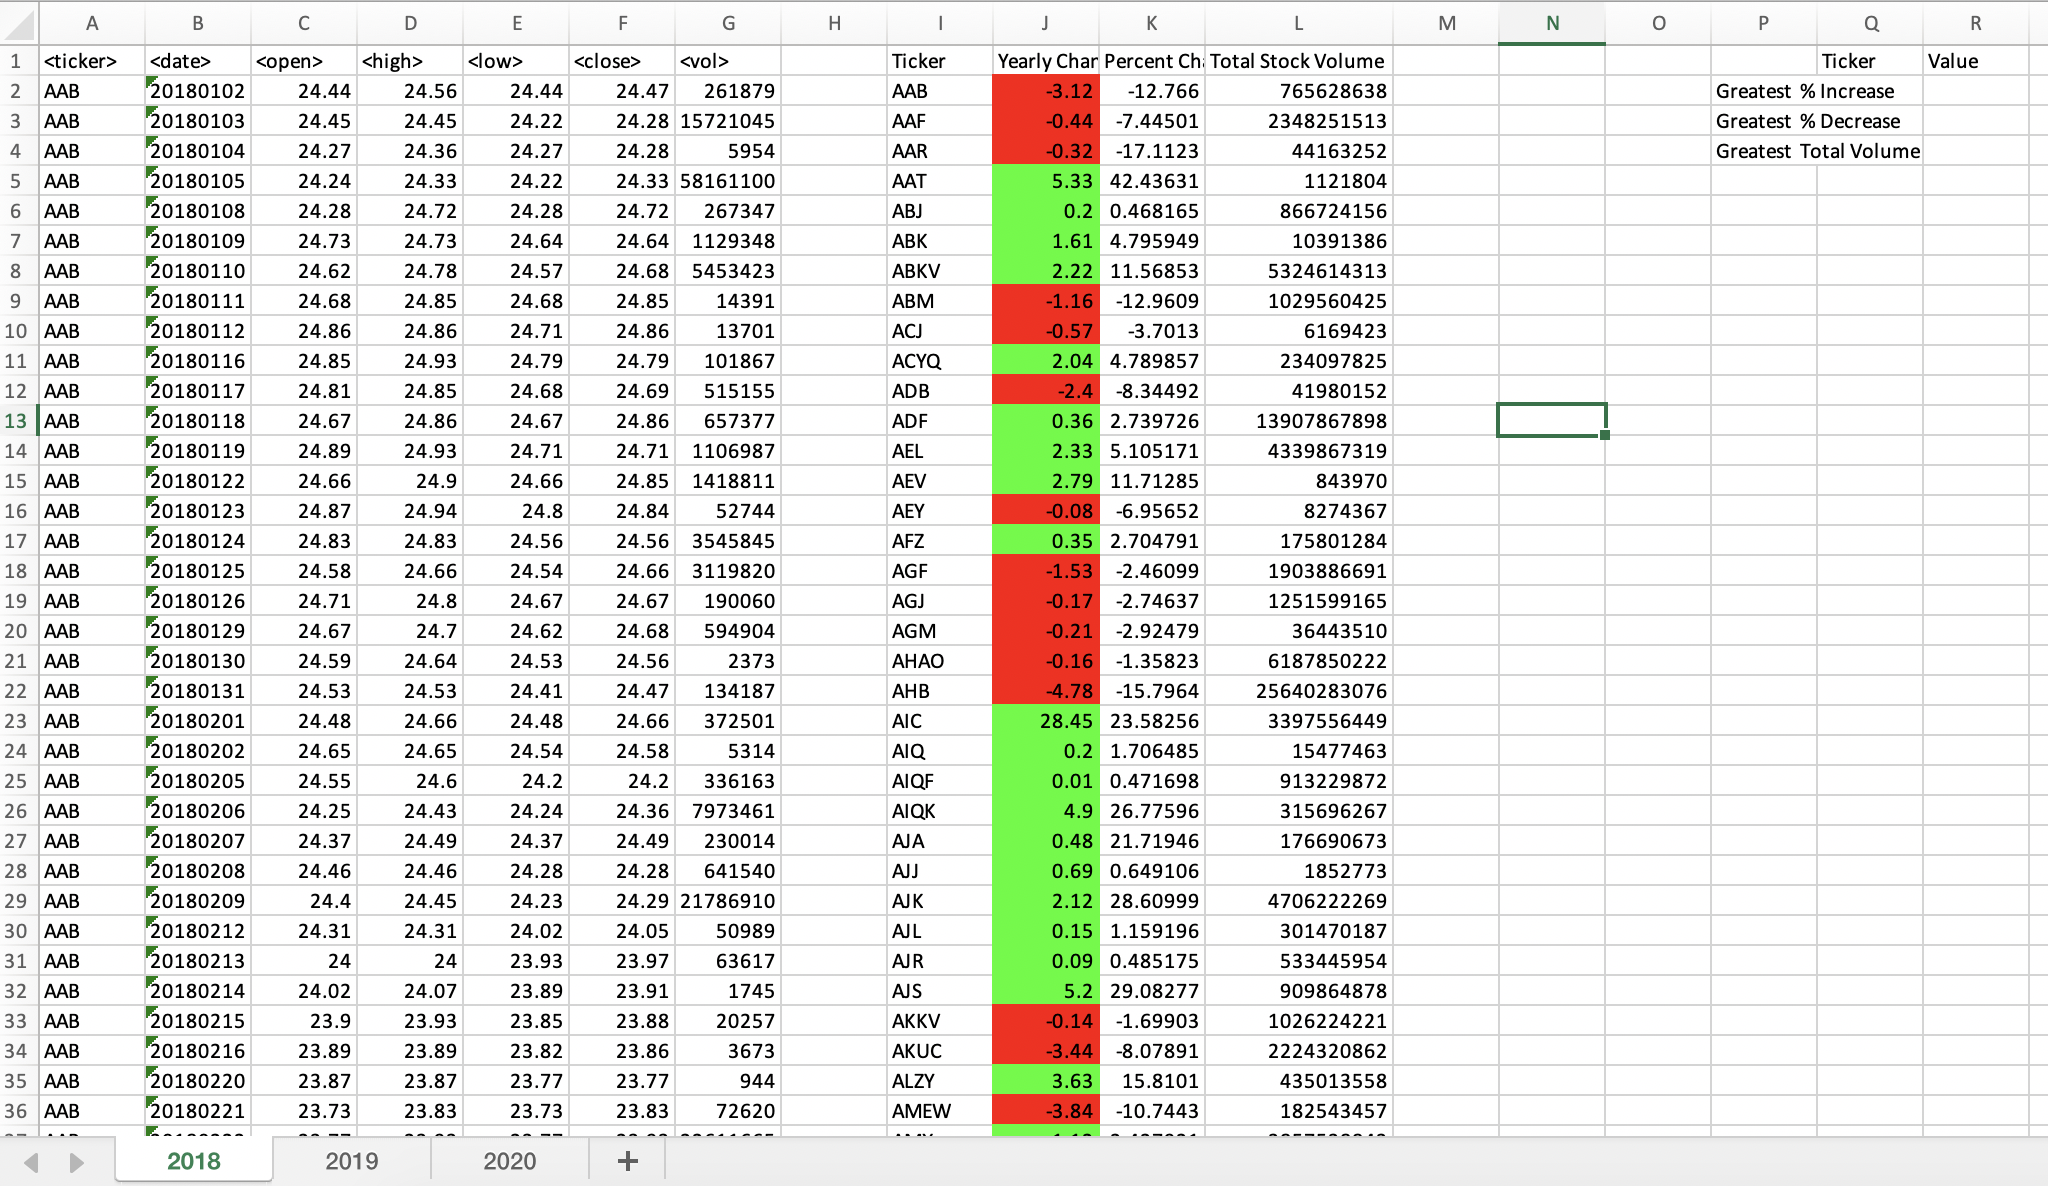 A B C D E F G H I J K L M N O P Q R
1 <ticker> <date> <open> <high> <low> <close> <vol> Ticker Yearly Char Percent Ch Total Stock Volume Ticker Value
2 AAB 20180102 24.44 24.56 24.44 24.47 261879 AAB -3.12 -12.766 765628638 Greatest % Increase
3 AAB 20180103 24.45 24.45 24.22 24.28 15721045 AAF -0.44 -7.44501 2348251513 Greatest % Decrease
4 AAB 20180104 24.27 24.36 24.27 24.28 5954 AAR -0.32 -17.1123 44163252 Greatest Total Volume
5 AAB 20180105 24.24 24.33 24.22 24.33 58161100 AAT 5.33 42.43631 1121804
6 AAB 20180108 24.28 24.72 24.28 24.72 267347 ABJ 0.2 0.468165 866724156
7 AAB 20180109 24.73 24.73 24.64 24.64 1129348 ABK 1.61 4.795949 10391386
8 AAB 20180110 24.62 24.78 24.57 24.68 5453423 ABKV 2.22 11.56853 5324614313
9 AAB 20180111 24.68 24.85 24.68 24.85 14391 ABM -1.16 -12.9609 1029560425
10 AAB 20180112 24.86 24.86 24.71 24.86 13701 ACJ -0.57 -3.7013 6169423
11 AAB 20180116 24.85 24.93 24.79 24.79 101867 ACYQ 2.04 4.789857 234097825
12 AAB 20180117 24.81 24.85 24.68 24.69 515155 ADB -2.4 -8.34492 41980152
13 AAB 20180118 24.67 24.86 24.67 24.86 657377 ADF 0.36 2.739726 13907867898
14 AAB 20180119 24.89 24.93 24.71 24.71 1106987 AEL 2.33 5.105171 4339867319
15 AAB 20180122 24.66 24.9 24.66 24.85 1418811 AEV 2.79 11.71285 843970
16 AAB 20180123 24.87 24.94 24.8 24.84 52744 AEY -0.08 -6.95652 8274367
17 AAB 20180124 24.83 24.83 24.56 24.56 3545845 AFZ 0.35 2.704791 175801284
18 AAB 20180125 24.58 24.66 24.54 24.66 3119820 AGF -1.53 -2.46099 1903886691
19 AAB 20180126 24.71 24.8 24.67 24.67 190060 AGJ -0.17 -2.74637 1251599165
20 AAB 20180129 24.67 24.7 24.62 24.68 594904 AGM -0.21 -2.92479 36443510
21 AAB 20180130 24.59 24.64 24.53 24.56 2373 AHAO -0.16 -1.35823 6187850222
22 AAB 20180131 24.53 24.53 24.41 24.47 134187 AHB -4.78 -15.7964 25640283076
23 AAB 20180201 24.48 24.66 24.48 24.66 372501 AIC 28.45 23.58256 3397556449
24 AAB 20180202 24.65 24.65 24.54 24.58 5314 AIQ 0.2 1.706485 15477463
25 AAB 20180205 24.55 24.6 24.2 24.2 336163 AIQF 0.01 0.471698 913229872
26 AAB 20180206 24.25 24.43 24.24 24.36 7973461 AIQK 4.9 26.77596 315696267
27 AAB 20180207 24.37 24.49 24.37 24.49 230014 AJA 0.48 21.71946 176690673
28 AAB 20180208 24.46 24.46 24.28 24.28 641540 AJJ 0.69 0.649106 1852773
29 AAB 20180209 24.4 24.45 24.23 24.29 21786910 AJK 2.12 28.60999 4706222269
30 AAB 20180212 24.31 24.31 24.02 24.05 50989 AJL 0.15 1.159196 301470187
31 AAB 20180213 24 24 23.93 23.97 63617 AJR 0.09 0.485175 533445954
32 AAB 20180214 24.02 24.07 23.89 23.91 1745 AJS 5.2 29.08277 909864878
33 AAB 20180215 23.9 23.93 23.85 23.88 20257 AKKV -0.14 -1.69903 1026224221
34 AAB 20180216 23.89 23.89 23.82 23.86 3673 AKUC -3.44 -8.07891 2224320862
35 AAB 20180220 23.87 23.87 23.77 23.77 944 ALZY 3.63 15.8101 435013558
36 AAB 20180221 23.73 23.83 23.73 23.83 72620 AMEW -3.84 -10.7443 182543457
2018 2019 2020 +